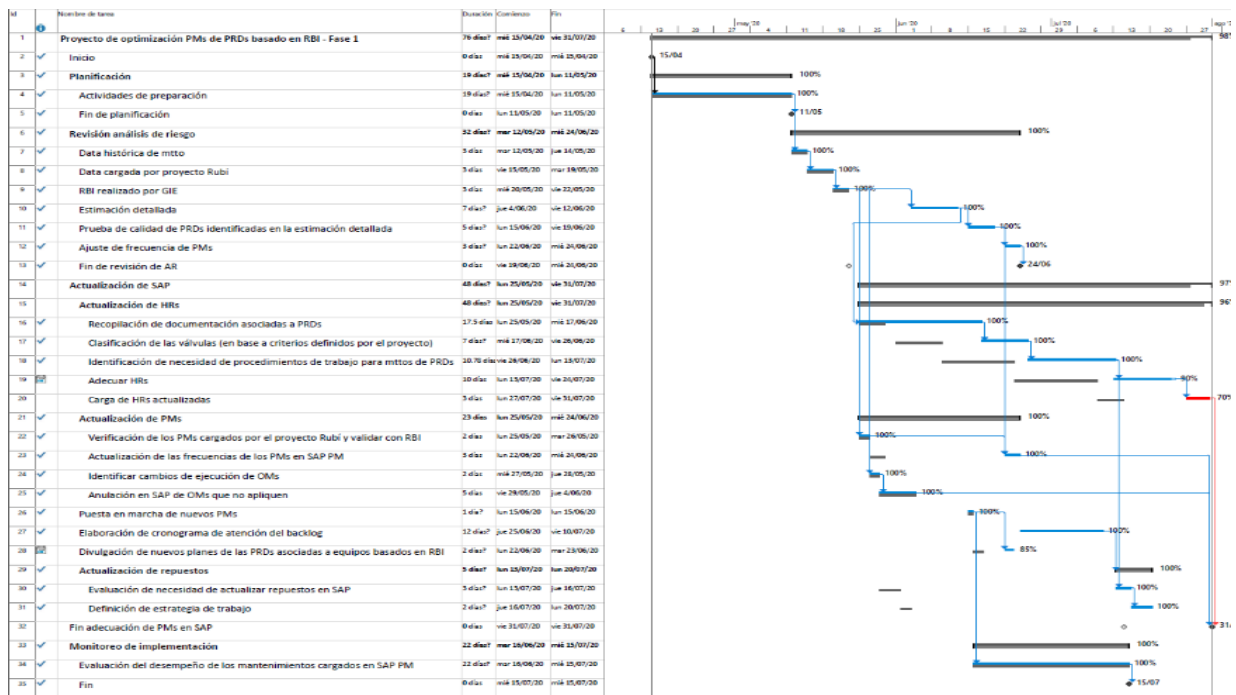 Id Nombre de tarea Duración Comienzo Fin
may '20 jun '20 jul '20 ago '2
6 13 20 27 4 11 18 25 1 8 15 22 29 6 13 20 27
1 Proyecto de optimización PMs de PRDs basado en RBI - Fase 1 76 días? mié 15/04/20 vie 31/07/20 98%
2 Inicio 0 días mié 15/04/20 mié 15/04/20 15/04
3 Planificación 19 días? mié 15/04/20 lun 11/05/20 100%
4 Actividades de preparación 19 días? mié 15/04/20 lun 11/05/20 100%
5 Fin de planificación 0 días lun 11/05/20 lun 11/05/20 11/05
6 Revisión análisis de riesgo 32 días? mar 12/05/20 mié 24/06/20 100%
7 Data histórica de mtto 3 días mar 12/05/20 jue 14/05/20 100%
8 Data cargada por proyecto Rubi 3 días vie 15/05/20 mar 19/05/20 100%
9 RBI realizado por GIE 3 días mié 20/05/20 vie 22/05/20 100%
10 Estimación detallada 7 días? jue 4/06/20 vie 12/06/20 100%
11 Prueba de calidad de PRDs identificadas en la estimación detallada 5 días? lun 15/06/20 vie 19/06/20 100%
12 Ajuste de frecuencia de PMs 3 días? lun 22/06/20 mié 24/06/20 100%
13 Fin de revisión de AR 0 días vie 19/06/20 mié 24/06/20 24/06
14 Actualización de SAP 48 días? lun 25/05/20 vie 31/07/20 97%
15 Actualización de HRs 48 días? lun 25/05/20 vie 31/07/20 96%
16 Recopilación de documentación asociadas a PRDs 17.5 días lun 25/05/20 mié 17/06/20 100%
17 Clasificación de las válvulas (en base a criterios definidos por el proyecto) 7 días? mié 17/06/20 vie 26/06/20 100%
18 Identificación de necesidad de procedimientos de trabajo para mttos de PRDs 10.78 días vie 26/06/20 lun 13/07/20 100%
19 Adecuar HRs 10 días lun 13/07/20 vie 24/07/20 90%
20 Carga de HRs actualizadas 3 días lun 27/07/20 vie 31/07/20 70%
21 Actualización de PMs 23 días lun 25/05/20 mié 24/06/20 100%
22 Verificación de los PMs cargados por el proyecto Rubí y validar con RBI 2 días lun 25/05/20 mar 26/05/20 100%
23 Actualización de las frecuencias de los PMs en SAP PM 3 días lun 22/06/20 mié 24/06/20 100%
24 Identificar cambios de ejecución de OMs 2 días mié 27/05/20 jue 28/05/20 100%
25 Anulación en SAP de OMs que no apliquen 5 días vie 29/05/20 jue 4/06/20 100%
26 Puesta en marcha de nuevos PMs 1 día? lun 15/06/20 lun 15/06/20 100%
27 Elaboración de cronograma de atención del backlog 12 días? jue 25/06/20 vie 10/07/20 100%
28 Divulgación de nuevos planes de las PRDs asociadas a equipos basados en RBI 2 días? lun 22/06/20 mar 23/06/20 85%
29 Actualización de repuestos 5 días? lun 13/07/20 lun 20/07/20 100%
30 Evaluación de necesidad de actualizar repuestos en SAP 3 días? lun 13/07/20 jue 16/07/20 100%
31 Definición de estrategia de trabajo 2 días? jue 16/07/20 lun 20/07/20 100%
32 Fin adecuación de PMs en SAP 0 días vie 31/07/20 vie 31/07/20 31/
33 Monitoreo de implementación 22 días? mar 16/06/20 mié 15/07/20 100%
34 Evaluación del desempeño de los mantenimientos cargados en SAP PM 22 días? mar 16/06/20 mié 15/07/20 100%
35 Fin 0 días mié 15/07/20 mié 15/07/20 15/07